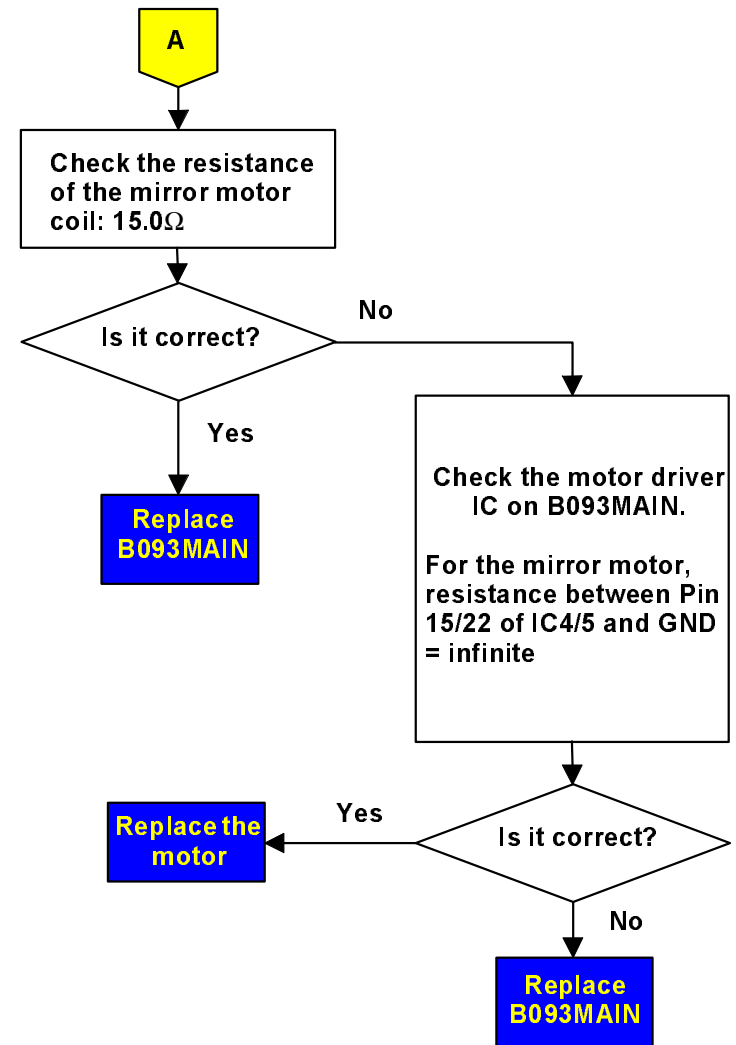 A
Check the resistance
of the mirror motor
coil: 15.0Ω
Is it correct?
No
Yes
Replace
B093MAIN
Check the motor driver
IC on B093MAIN.
For the mirror motor,
resistance between Pin
15/22 of IC4/5 and GND
= infinite
Is it correct?
Yes
Replace the
motor
No
Replace
B093MAIN